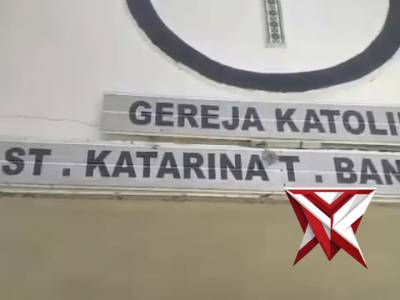 GEREJA KATOLI
ST . KATARINA T . BAN